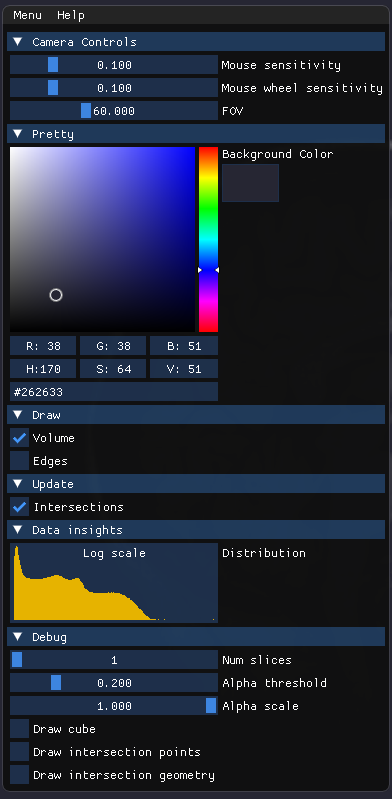 Menu Help
Camera Controls
0.100 Mouse sensitivity
0.100 Mouse wheel sensitivity
60.000 FOV
Pretty
Background Color
R: 38 G: 38 B: 51
H:170 S: 64 V: 51
#262633
Draw
Volume
Edges
Update
Intersections
Data insights
Log scale Distribution
Debug
1 Num slices
0.200 Alpha threshold
1.000 Alpha scale
Draw cube
Draw intersection points
Draw intersection geometry